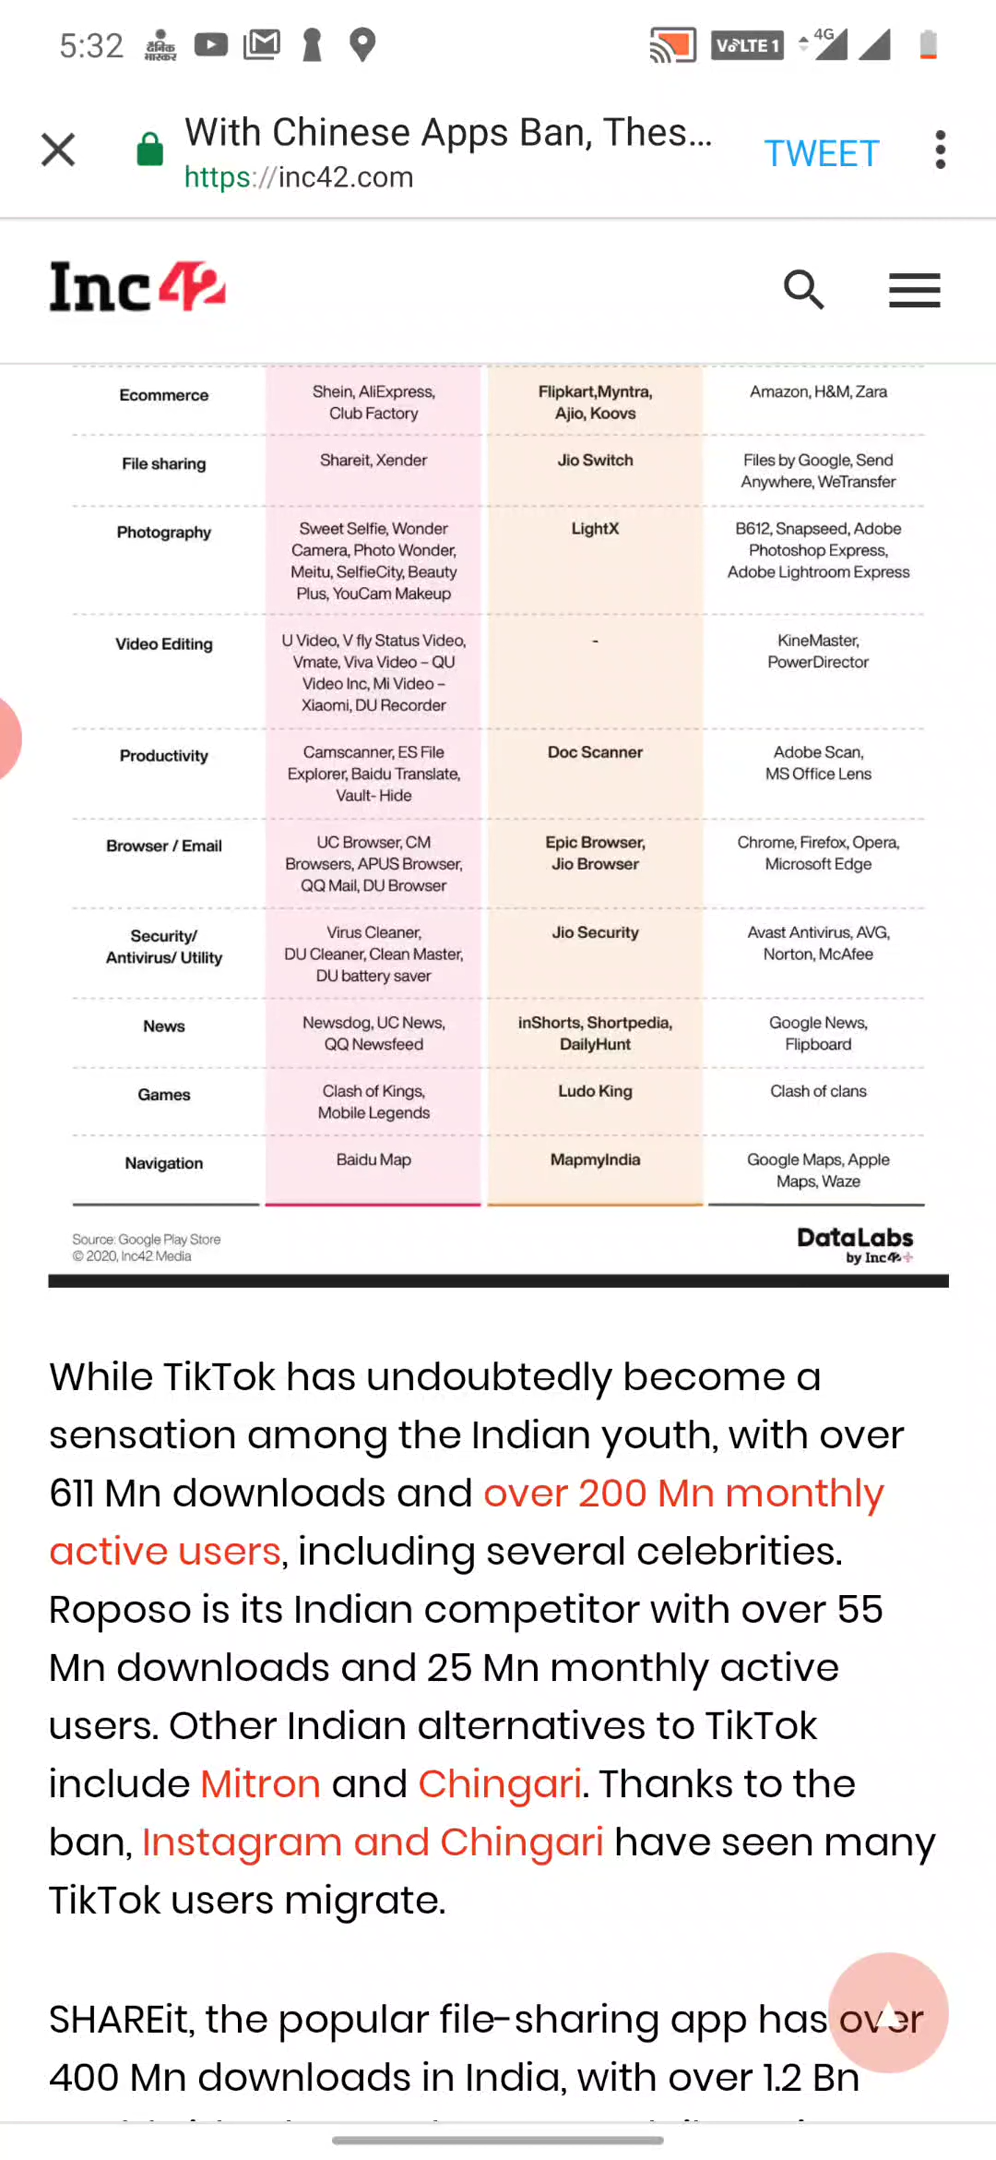 5:32
दैनिक
भास्कर
VoLTE 1
4G
With Chinese Apps Ban, Thes...
TWEET
https://inc42.com
Inc42
Ecommerce
Shein, AliExpress,
Club Factory
Flipkart,Myntra,
Ajio, Koovs
Amazon, H&M, Zara
File sharing
Shareit, Xender
Jio Switch
Files by Google, Send
Anywhere, WeTransfer
Photography
Sweet Selfie, Wonder
Camera, Photo Wonder,
Meitu, SelfieCity, Beauty
Plus, YouCam Makeup
LightX
B612, Snapseed, Adobe
Photoshop Express,
Adobe Lightroom Express
Video Editing
U Video, V fly Status Video,
Vmate, Viva Video – QU
Video Inc, Mi Video –
Xiaomi, DU Recorder
-
KineMaster,
PowerDirector
Productivity
Camscanner, ES File
Explorer, Baidu Translate,
Vault- Hide
Doc Scanner
Adobe Scan,
MS Office Lens
Browser / Email
UC Browser, CM
Browsers, APUS Browser,
QQ Mail, DU Browser
Epic Browser,
Jio Browser
Chrome, Firefox, Opera,
Microsoft Edge
Security/
Antivirus/ Utility
Virus Cleaner,
DU Cleaner, Clean Master,
DU battery saver
Jio Security
Avast Antivirus, AVG,
Norton, McAfee
News
Newsdog, UC News,
QQ Newsfeed
inShorts, Shortpedia,
DailyHunt
Google News,
Flipboard
Games
Clash of Kings,
Mobile Legends
Ludo King
Clash of clans
Navigation
Baidu Map
MapmyIndia
Google Maps, Apple
Maps, Waze
Source: Google Play Store
© 2020, Inc42 Media
DataLabs
by Inc42+
While TikTok has undoubtedly become a
sensation among the Indian youth, with over
611 Mn downloads and over 200 Mn monthly
active users, including several celebrities.
Roposo is its Indian competitor with over 55
Mn downloads and 25 Mn monthly active
users. Other Indian alternatives to TikTok
include Mitron and Chingari. Thanks to the
ban, Instagram and Chingari have seen many
TikTok users migrate.
SHAREit, the popular file-sharing app has over
400 Mn downloads in India, with over 1.2 Bn